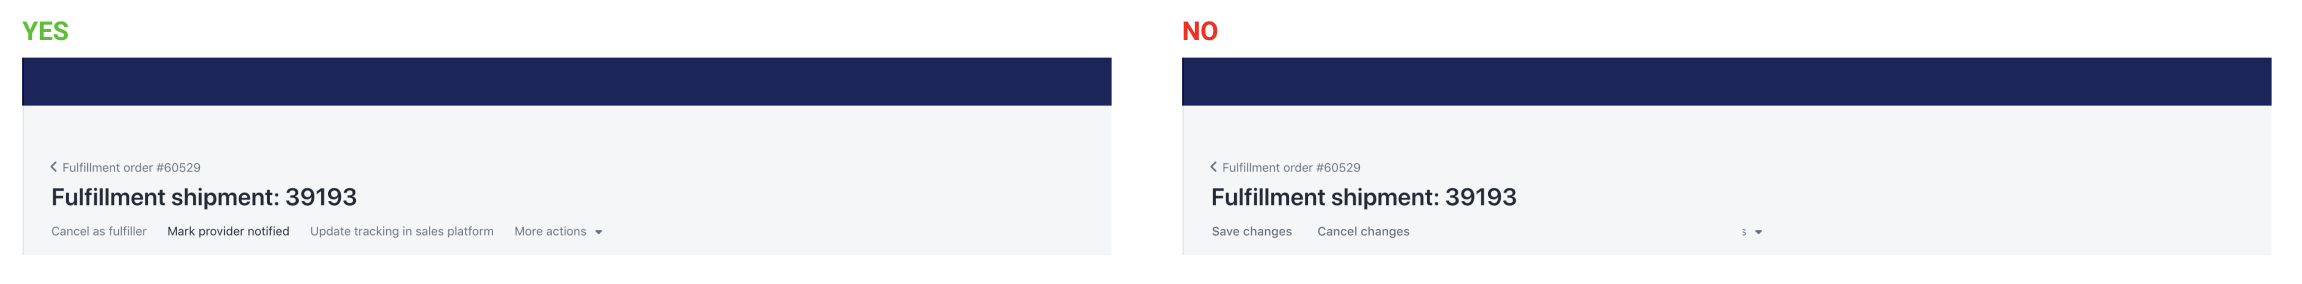 YES
Fulfillment order #60529
Fulfillment shipment: 39193
Cancel as fulfiller Mark provider notified Update tracking in sales platform More actions
NO
Fulfillment order #60529
Fulfillment shipment: 39193
Save changes Cancel changes s